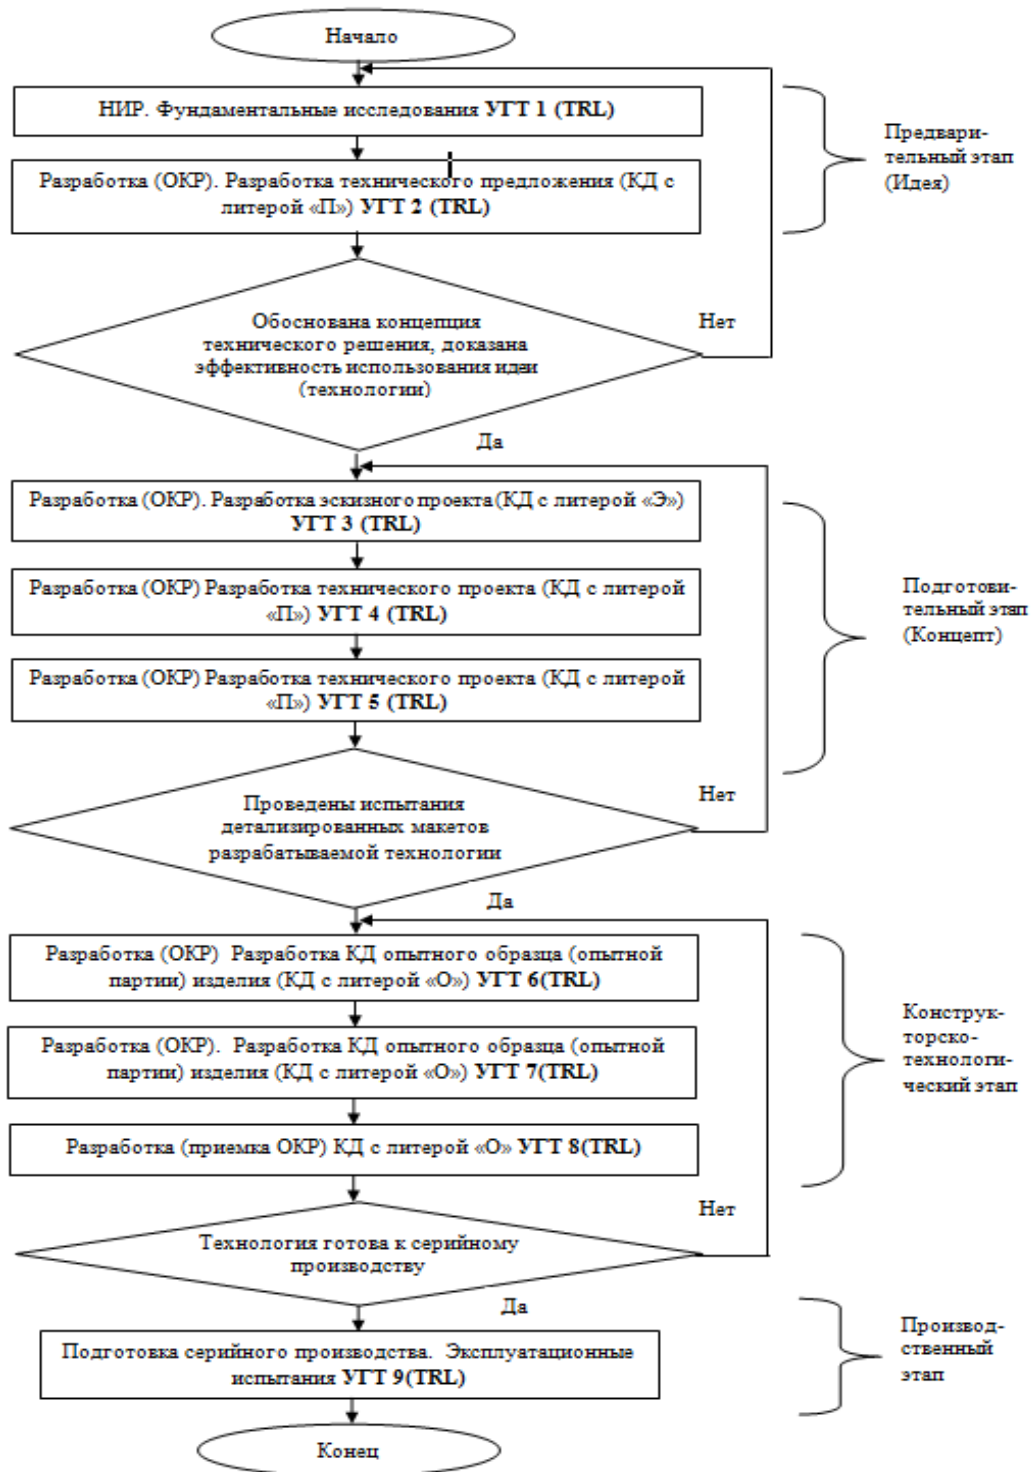 Начало
НИР. Фундаментальные исследования УГТ 1 (TRL)
Разработка (ОКР). Разработка технического предложения (КД с
литерой «П») УГТ 2 (TRL)
Предвари-
тельный этап
(Идея)
Обоснована концепция
технического решения, доказана
эффективность использования идеи
(технологии)
Нет
Да
Разработка (ОКР). Разработка эскизного проекта (КД с литерой «Э»)
УГТ 3 (TRL)
Разработка (ОКР) Разработка технического проекта (КД с литерой
«П») УГТ 4 (TRL)
Разработка (ОКР) Разработка технического проекта (КД с литерой
«П») УГТ 5 (TRL)
Подготови-
тельный этап
(Концепт)
Проведены испытания
детализированных макетов
разрабатываемой технологии
Нет
Да
Разработка (ОКР) Разработка КД опытного образца (опытной
партии) изделия (КД с литерой «О») УГТ 6(TRL)
Разработка (ОКР). Разработка КД опытного образца (опытной
партии) изделия (КД с литерой «О») УГТ 7(TRL)
Разработка (приемка ОКР) КД с литерой «О» УГТ 8(TRL)
Конструк-
торско-
технологи-
ческий этап
Технология готова к серийному
производству
Нет
Да
Подготовка серийного производства. Эксплуатационные
испытания УГТ 9(TRL)
Производ-
ственный
этап
Конец